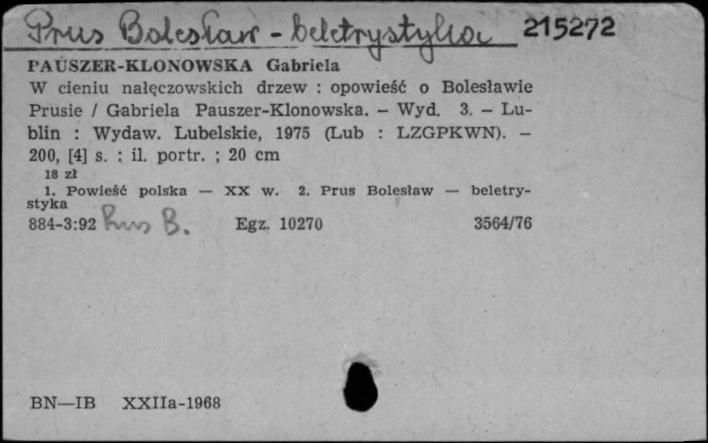 Prus Bolesław - beletrystyka 215272
PAUSZER-KLONOWSKA Gabriela
W cieniu nałęczowskich drzew : opowieść o Bolesławie
Prusie / Gabriela Pauszer-Klonowska. — Wyd. 3. — Lu-
blin : Wydaw. Lubelskie, 1975 (Lub : LZGPKWN). —
200, [4] s. : il. portr. ; 20 cm
18 zł
1. Powieść polska — XX w. 2. Prus Bolesław — beletry-
styka
884-3:92 Prus B. Egz. 10270 3564/76
BN—IB XXIIa-1968